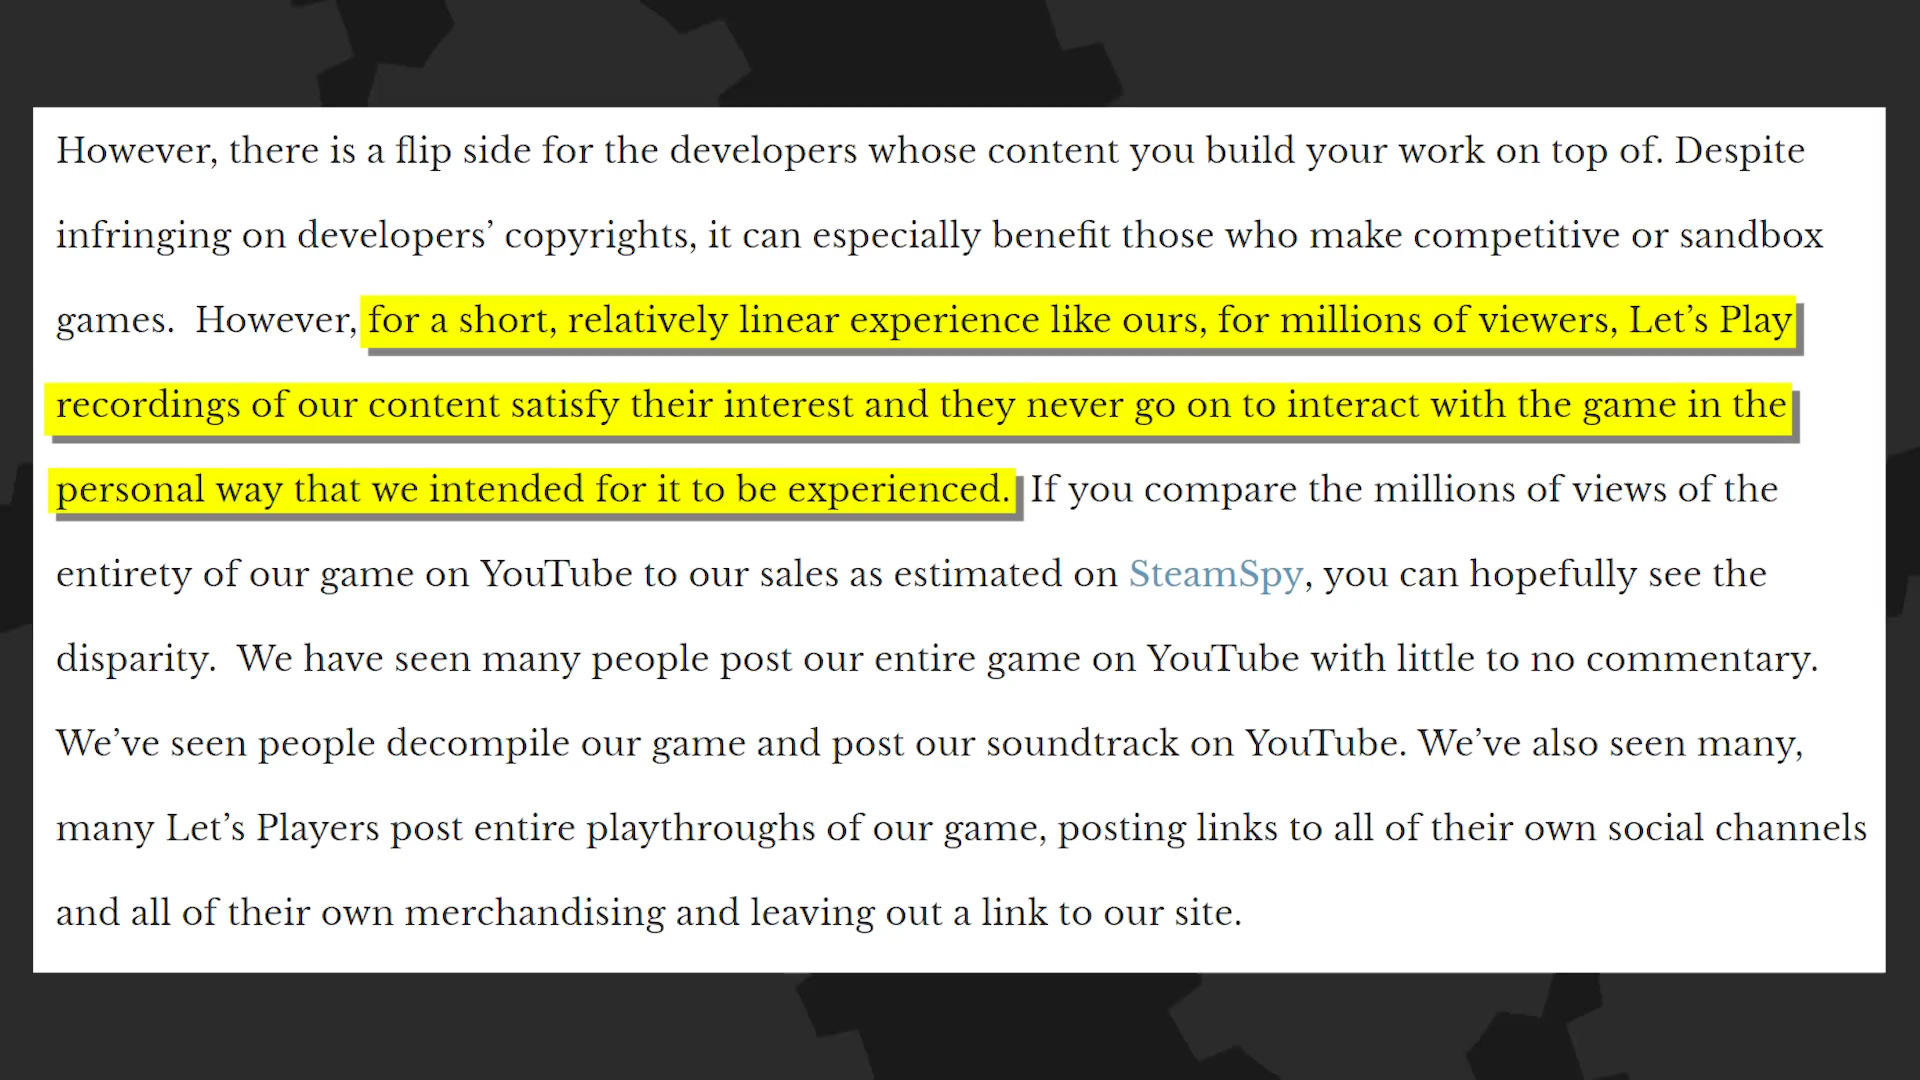 However, there is a flip side for the developers whose content you build your work on top of. Despite
infringing on developers’ copyrights, it can especially benefit those who make competitive or sandbox
games.  However, for a short, relatively linear experience like ours, for millions of viewers, Let’s Play
recordings of our content satisfy their interest and they never go on to interact with the game in the
personal way that we intended for it to be experienced. If you compare the millions of views of the
entirety of our game on YouTube to our sales as estimated on SteamSpy, you can hopefully see the
disparity.  We have seen many people post our entire game on YouTube with little to no commentary.
We’ve seen people decompile our game and post our soundtrack on YouTube. We’ve also seen many,
many Let’s Players post entire playthroughs of our game, posting links to all of their own social channels
and all of their own merchandising and leaving out a link to our site.